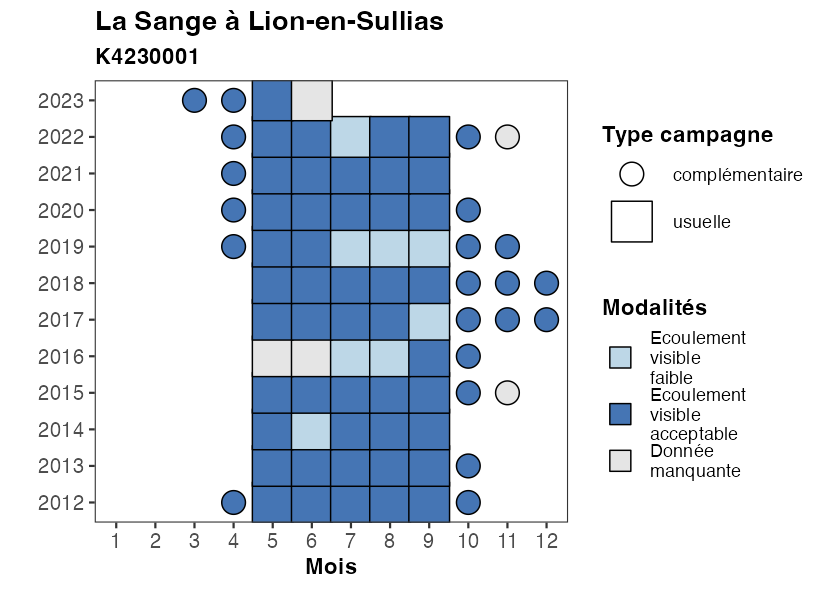 La Sange à Lion-en-Sullias
K4230001
2023
2022
2021
2020
2019
2018
2017
2016
2015
2014
2013
2012
1 2 3 4 5 6 7 8 9 10 11 12
Mois
Type campagne
complémentaire
usuelle
Modalités
Ecoulement
visible
faible
Ecoulement
visible
acceptable
Donnée
manquante